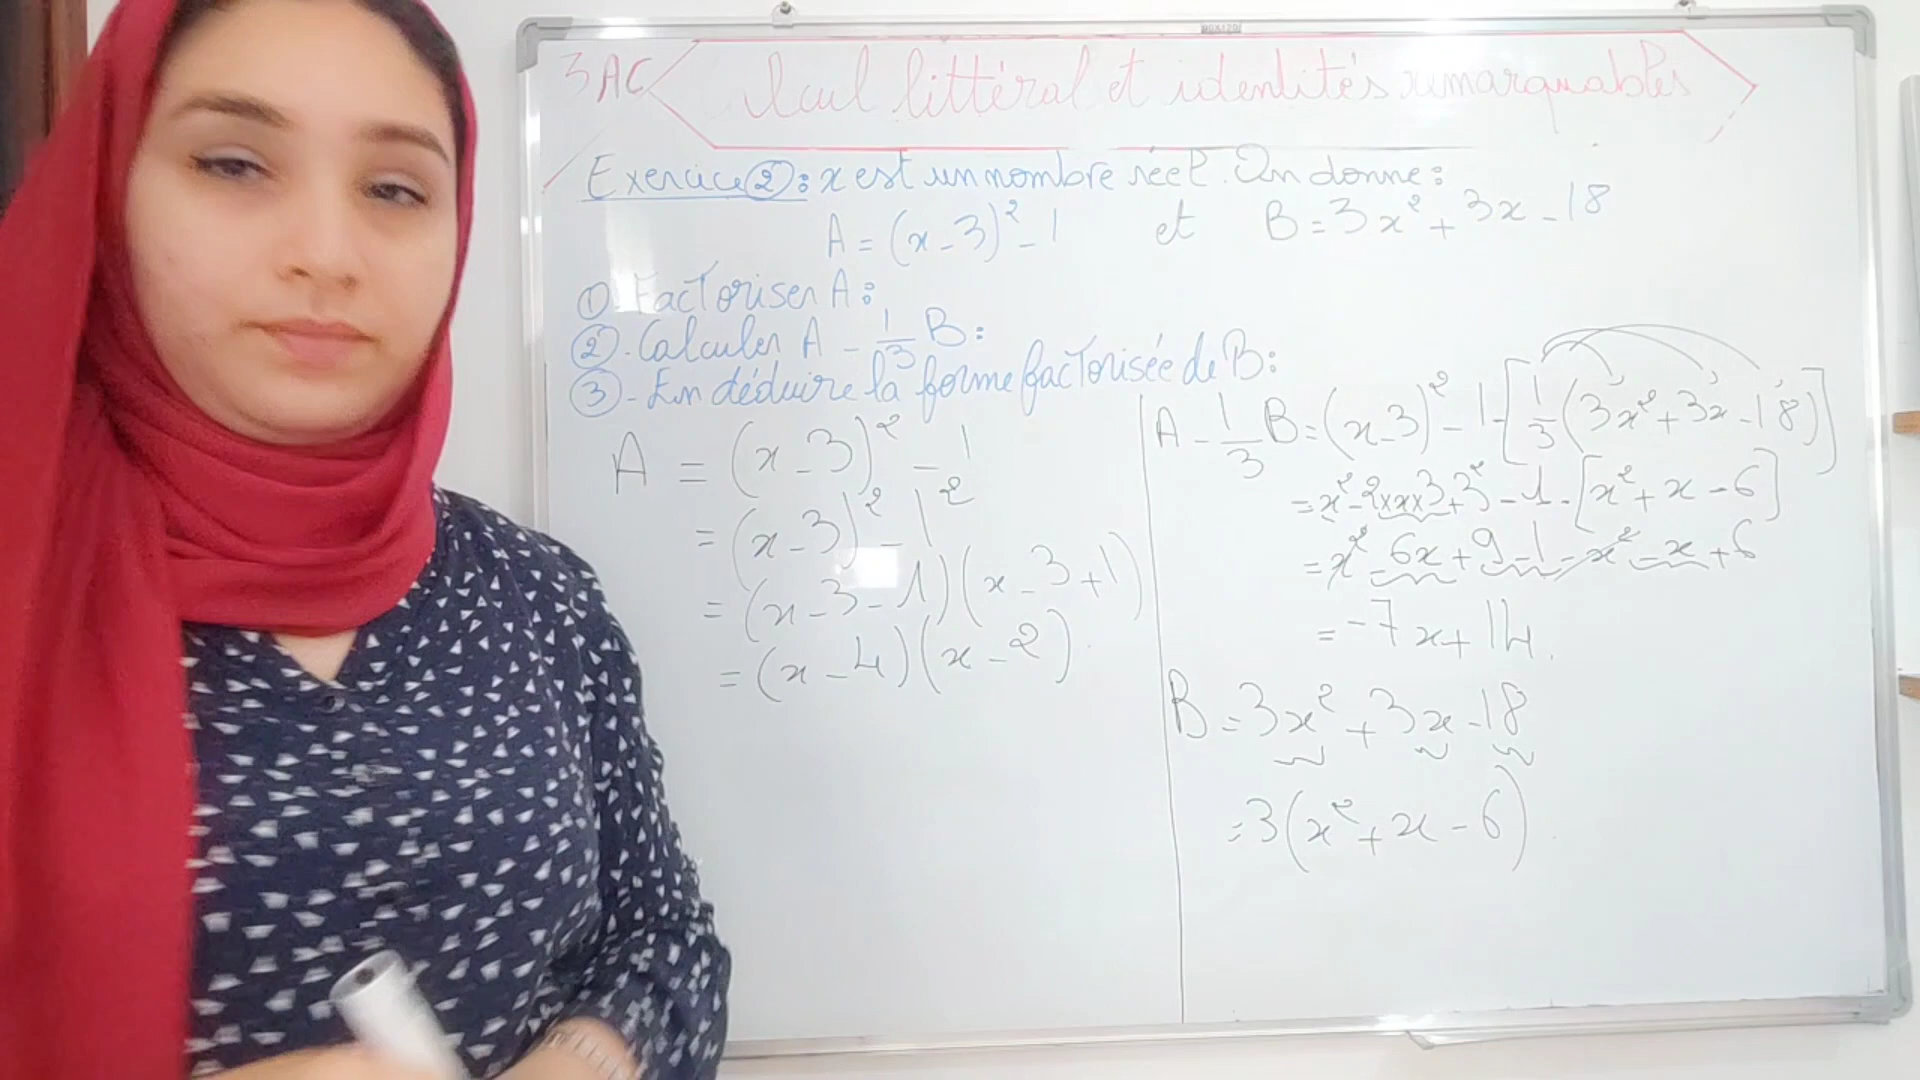 3AC
lcul littéral et identités remarquables
Exercice ② : x est un nombre réel. On donne :
A = (x - 3)² - 1 et B = 3x² + 3x - 18
① - Factoriser A :
② - Calculer A - 1/3 B :
③ - En déduire la forme factorisée de B :
A = (x - 3)² - 1
= (x - 3)² - 1²
= (x - 3 - 1)(x - 3 + 1)
= (x - 4)(x - 2)
A - 1/3 B = (x - 3)² - 1 - [1/3 (3x² + 3x - 18)]
= x² - 2 × x × 3 + 3² - 1 - [x² + x - 6]
= x² - 6x + 9 - 1 - x² - x + 6
= -7x + 14.
B = 3x² + 3x - 18
= 3(x² + x - 6)